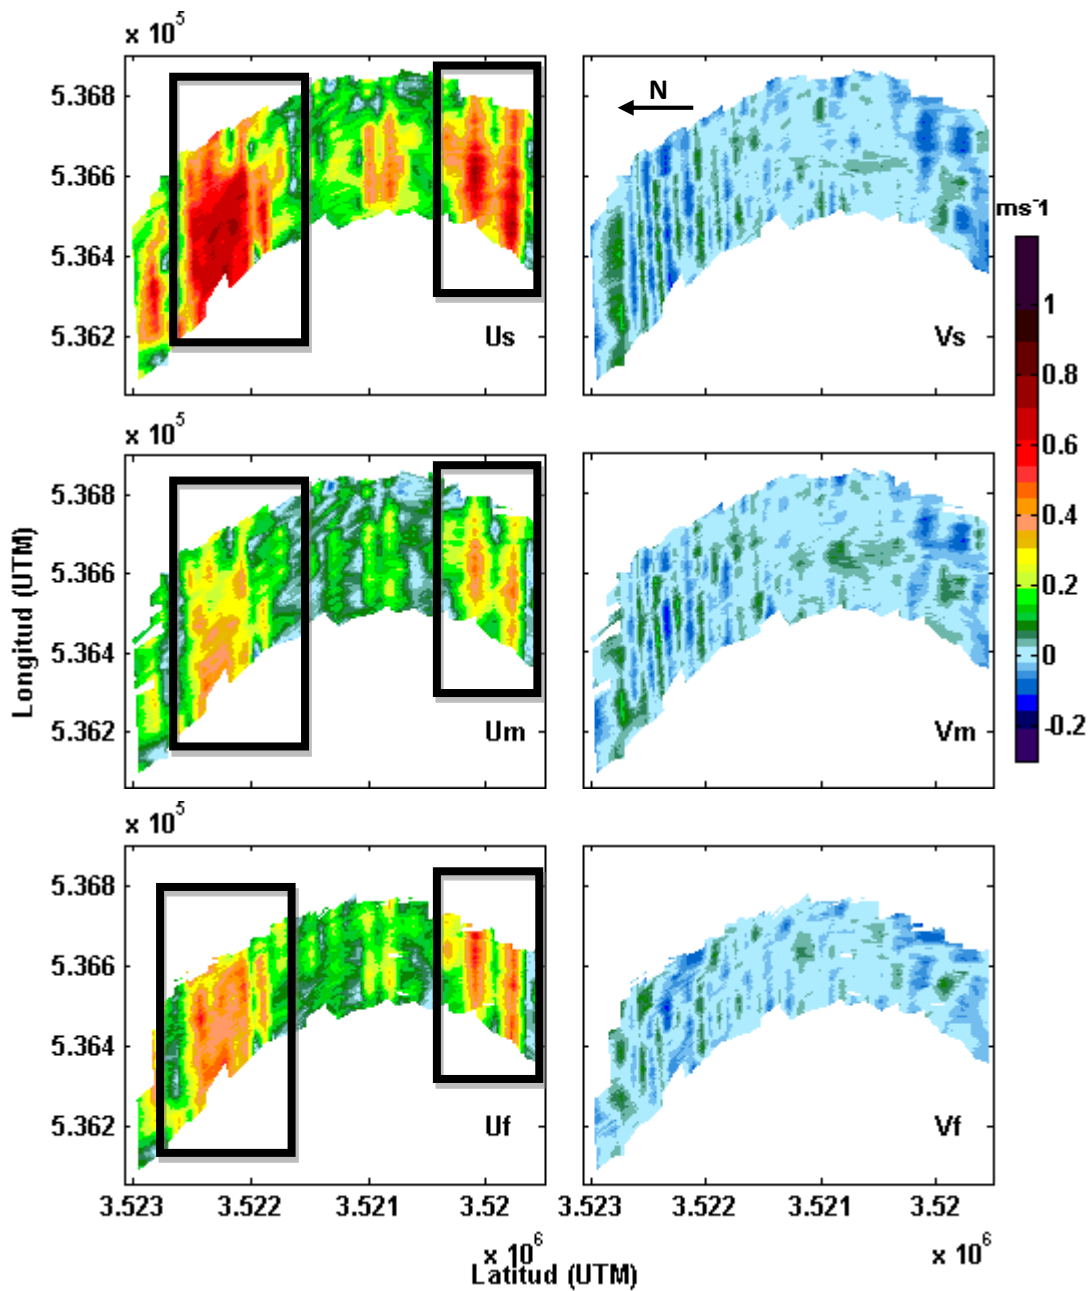 x 10^5
5.368
5.366
5.364
5.362
Us
N
Vs
ms^-1
1
0.8
0.6
0.4
0.2
0
-0.2
x 10^5
5.368
5.366
5.364
5.362
Um
Vm
Longitud (UTM)
x 10^5
5.368
5.366
5.364
5.362
Uf
Vf
3.523 3.522 3.521 3.52
3.523 3.522 3.521 3.52
x 10^6
x 10^6
Latitud (UTM)